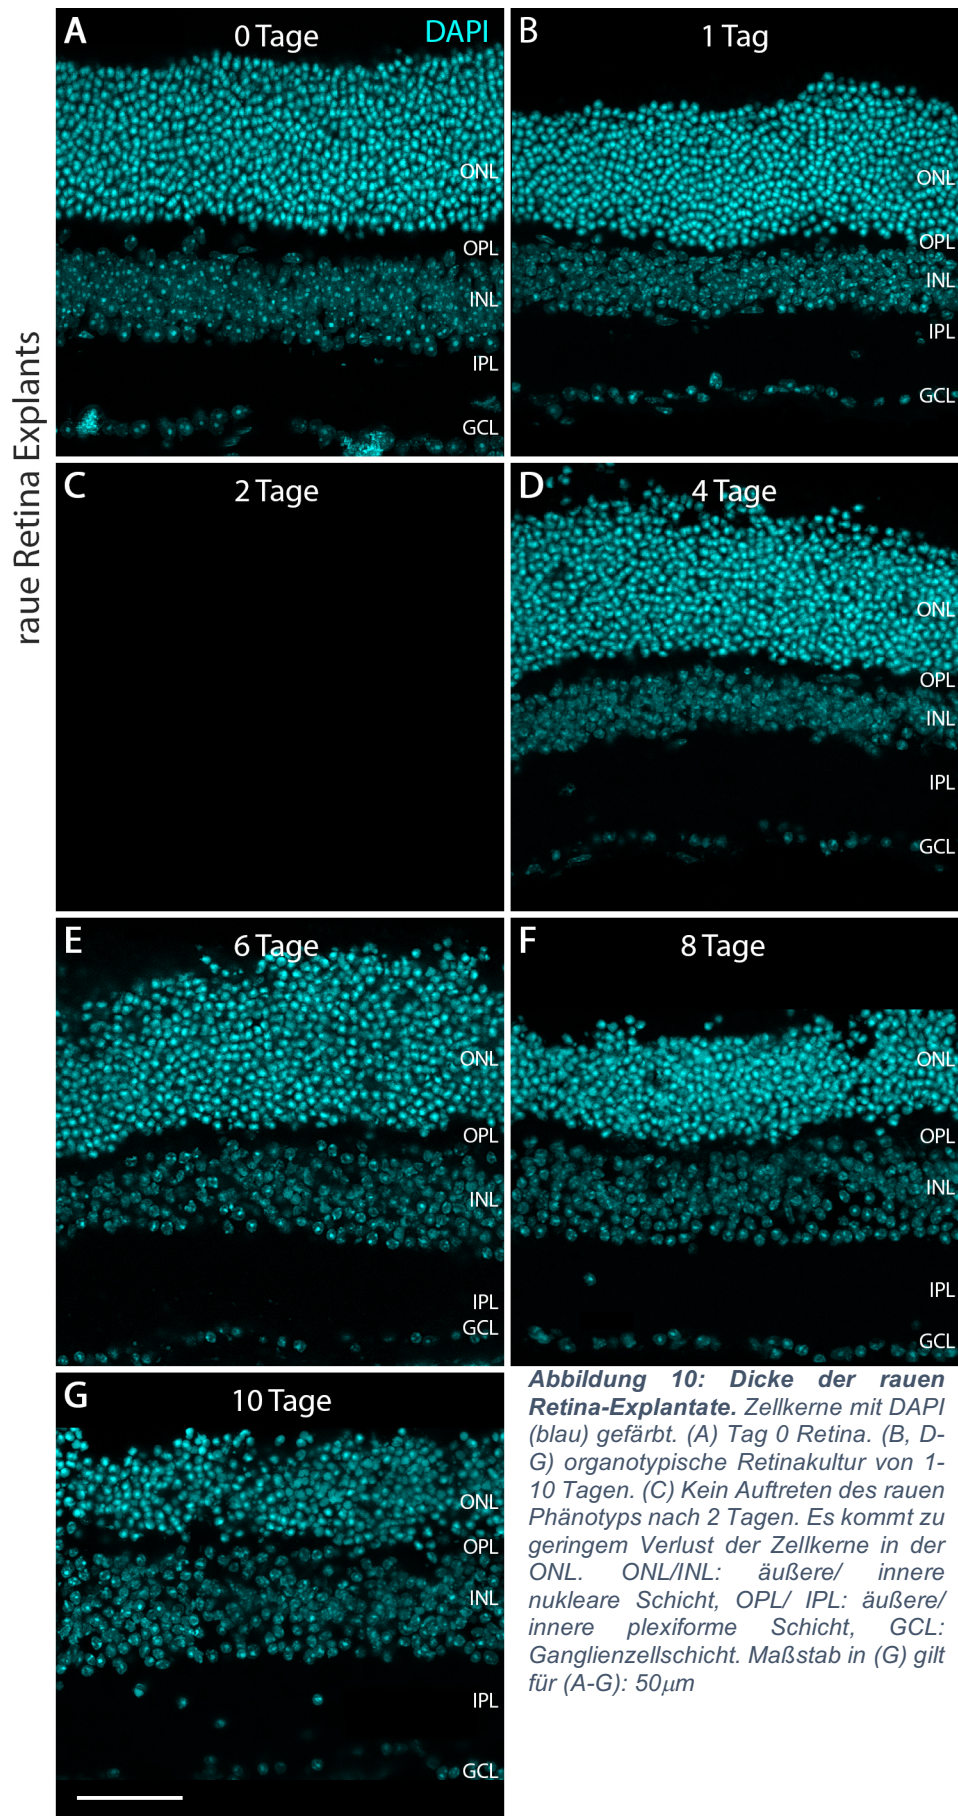 raue Retina Explants
A
0 Tage
DAPI
ONL
OPL
INL
IPL
GCL
B
1 Tag
ONL
OPL
INL
IPL
GCL
C
2 Tage
D
4 Tage
ONL
OPL
INL
IPL
GCL
E
6 Tage
ONL
OPL
INL
IPL
GCL
F
8 Tage
ONL
OPL
INL
IPL
GCL
G
10 Tage
ONL
OPL
INL
IPL
GCL
Abbildung 10: Dicke der rauen
Retina-Explantate. Zellkerne mit DAPI
(blau) gefärbt. (A) Tag 0 Retina. (B, D-
G) organotypische Retinakultur von 1-
10 Tagen. (C) Kein Auftreten des rauen
Phänotyps nach 2 Tagen. Es kommt zu
geringem Verlust der Zellkerne in der
ONL. ONL/INL: äußere/ innere
nukleare Schicht, OPL/ IPL: äußere/
innere plexiforme Schicht, GCL:
Ganglienzellschicht. Maßstab in (G) gilt
für (A-G): 50µm